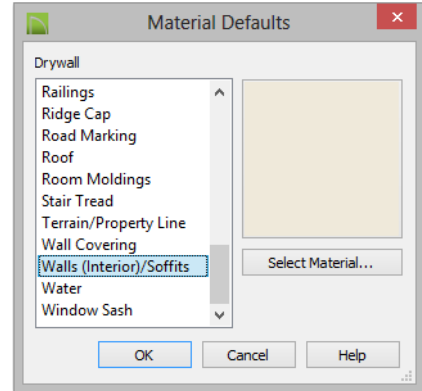 Material Defaults
Drywall
Railings
Ridge Cap
Road Marking
Roof
Room Moldings
Stair Tread
Terrain/Property Line
Wall Covering
Walls (Interior)/Soffits
Water
Window Sash
Select Material...
OK
Cancel
Help